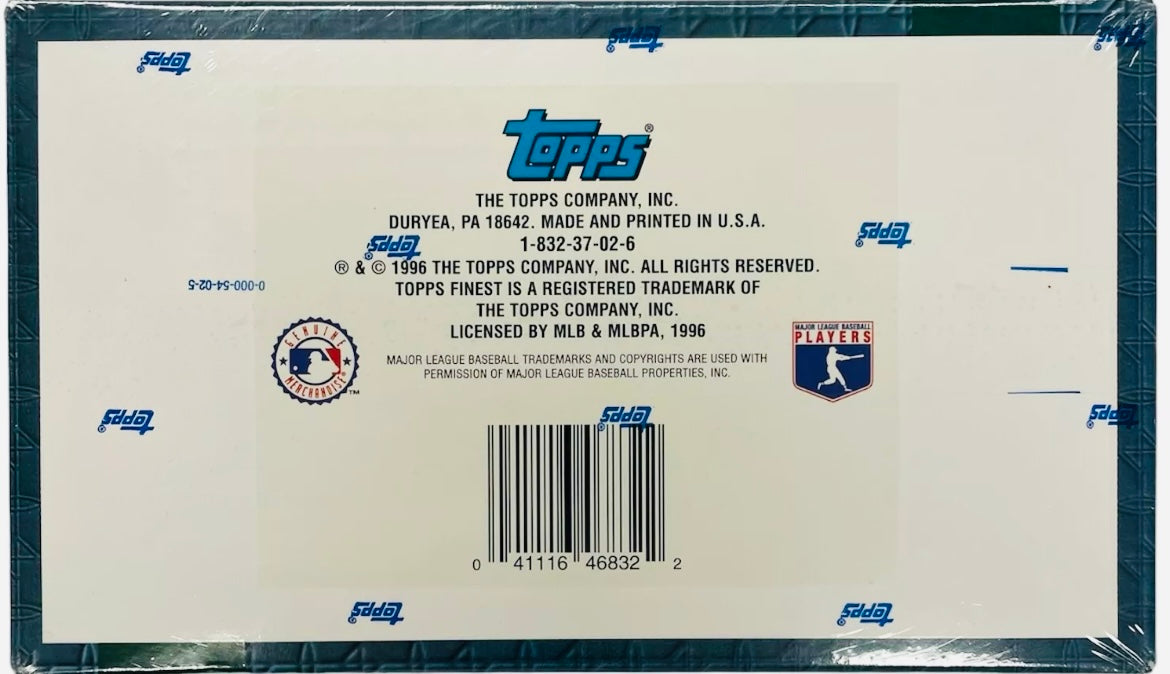 Topps
Topps
Topps
Topps®
THE TOPPS COMPANY, INC.
DURYEA, PA 18642. MADE AND PRINTED IN U.S.A.
1-832-37-02-6
Topps
Topps
® & © 1996 THE TOPPS COMPANY, INC. ALL RIGHTS RESERVED.
0-000-54-02-5
TOPPS FINEST IS A REGISTERED TRADEMARK OF
THE TOPPS COMPANY, INC.
LICENSED BY MLB & MLBPA, 1996
GENUINE
MERCHANDISE™
MAJOR LEAGUE BASEBALL TRADEMARKS AND COPYRIGHTS ARE USED WITH
PERMISSION OF MAJOR LEAGUE BASEBALL PROPERTIES, INC.
MAJOR LEAGUE BASEBALL
PLAYERS
Topps
Topps
Topps
0 41116 46832 2
Topps
Topps